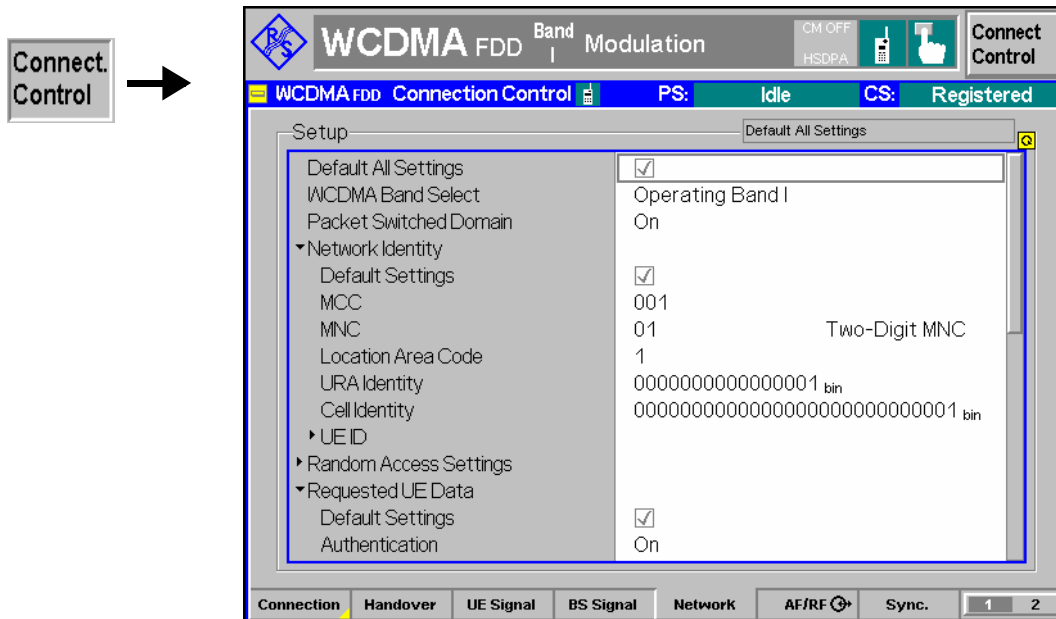 Connect.
Control
R S
WCDMA FDD Band I Modulation
CM OFF
HSDPA
Connect
Control
WCDMA FDD Connection Control PS: Idle CS: Registered
Setup
Default All Settings
Default All Settings
WCDMA Band Select Operating Band I
Packet Switched Domain On
Network Identity
Default Settings
MCC 001
MNC 01 Two-Digit MNC
Location Area Code 1
URA Identity 0000000000000001 bin
Cell Identity 0000000000000000000000000001 bin
UE ID
Random Access Settings
Requested UE Data
Default Settings
Authentication On
Connection Handover UE Signal BS Signal Network AF/RF Sync. 1 2